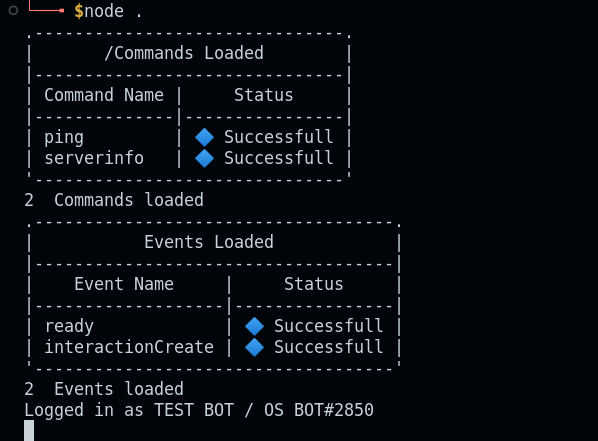 $node .
/Commands Loaded
Command Name | Status
ping | 🔷 Successfull
serverinfo | 🔷 Successfull
2  Commands loaded
Events Loaded
Event Name | Status
ready | 🔷 Successfull
interactionCreate | 🔷 Successfull
2  Events loaded
Logged in as TEST BOT / OS BOT#2850